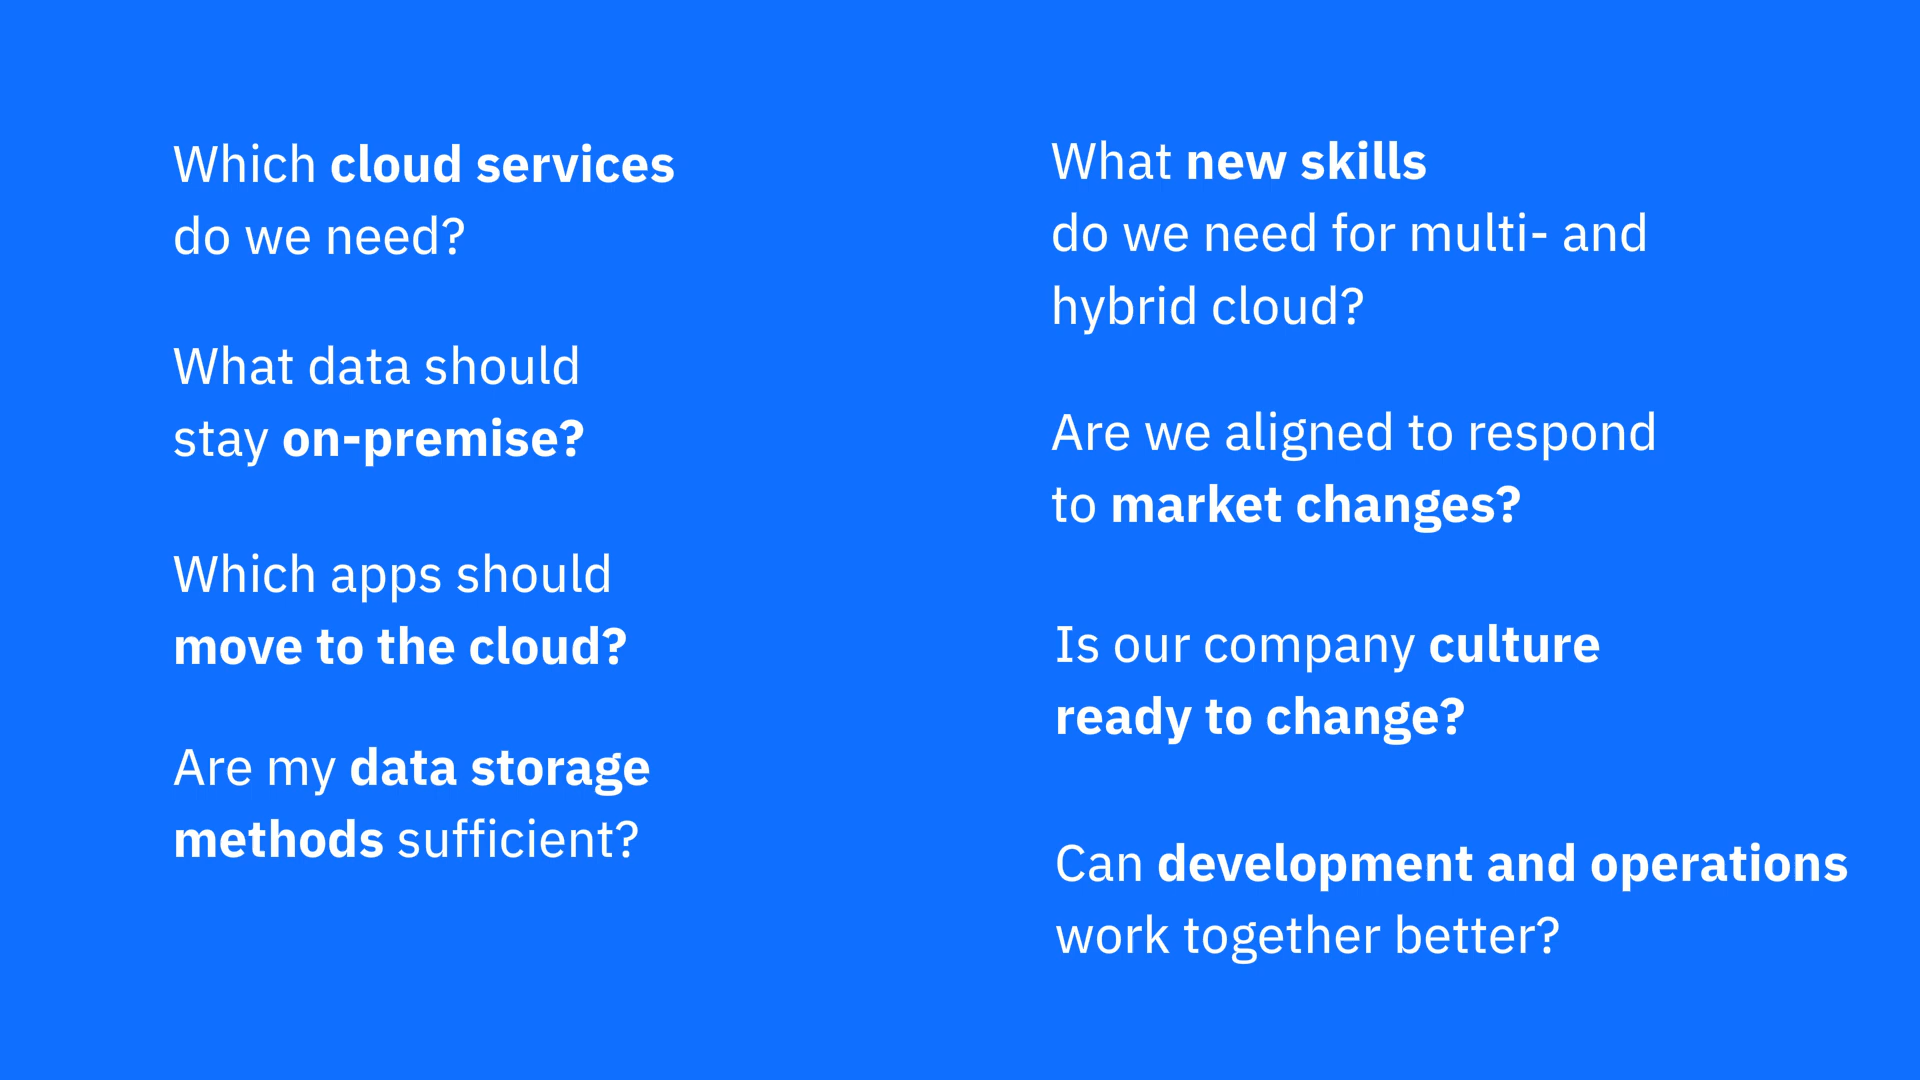 Which cloud services
do we need?
What data should
stay on-premise?
Which apps should
move to the cloud?
Are my data storage
methods sufficient?
What new skills
do we need for multi- and
hybrid cloud?
Are we aligned to respond
to market changes?
Is our company culture
ready to change?
Can development and operations
work together better?